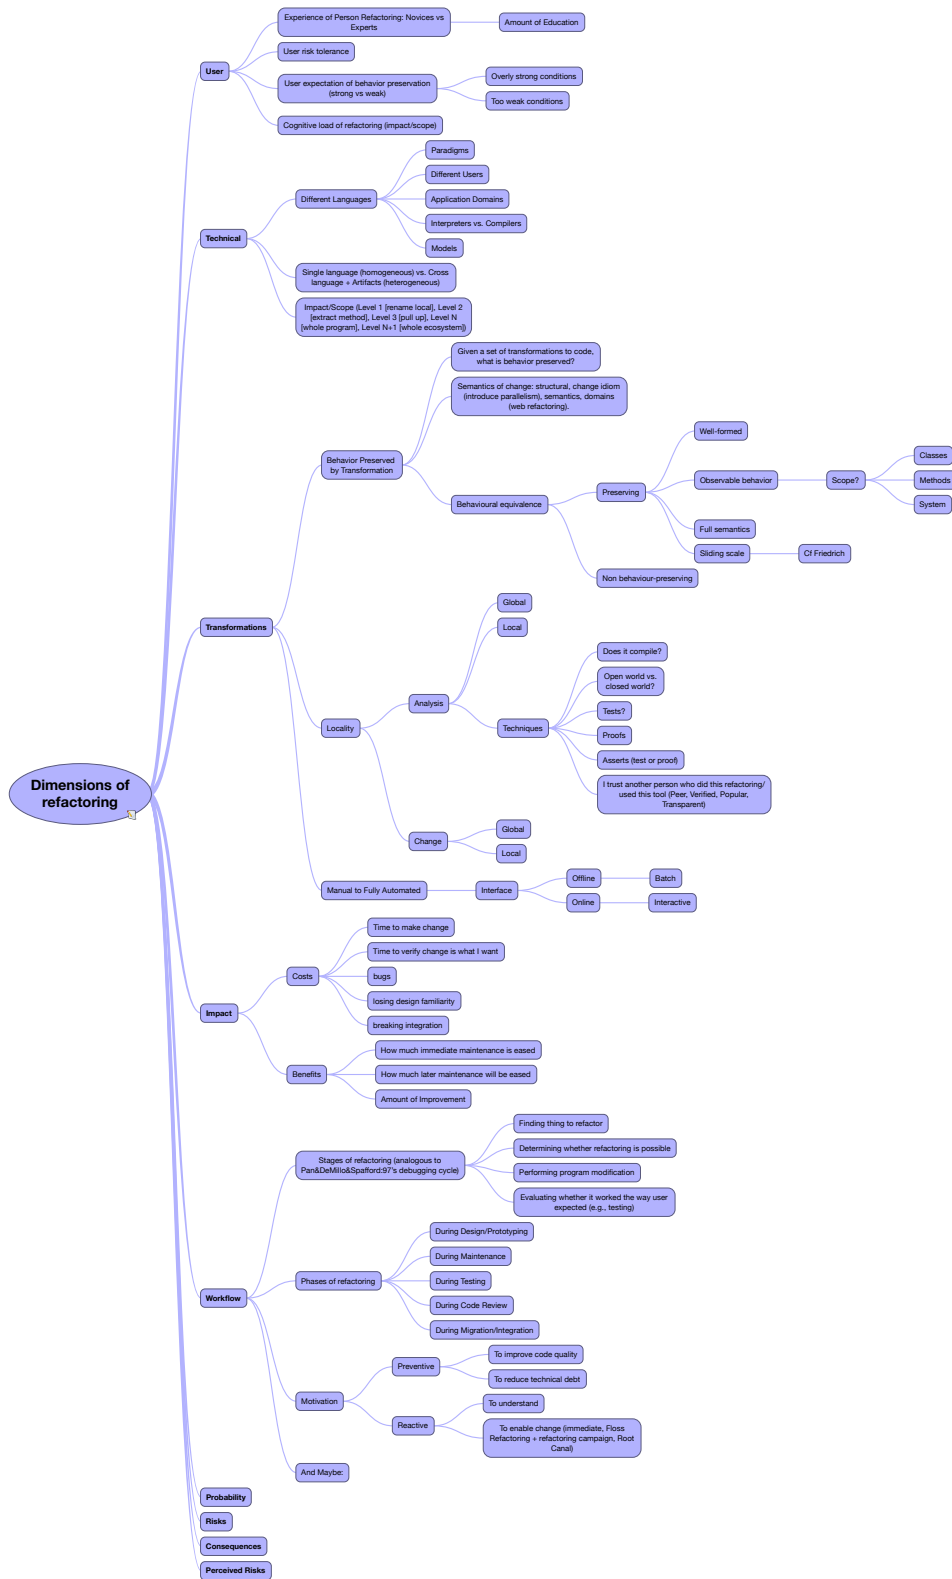 Dimensions of
refactoring
User
Experience of Person Refactoring: Novices vs
Experts
Amount of Education
User risk tolerance
User expectation of behavior preservation
(strong vs weak)
Overly strong conditions
Too weak conditions
Cognitive load of refactoring (impact/scope)
Technical
Different Languages
Paradigms
Different Users
Application Domains
Interpreters vs. Compilers
Models
Single language (homogeneous) vs. Cross
language + Artifacts (heterogeneous)
Impact/Scope (Level 1 [rename local], Level 2
[extract method], Level 3 [pull up], Level N
[whole program], Level N+1 [whole ecosystem])
Transformations
Behavior Preserved
by Transformation
Given a set of transformations to code,
what is behavior preserved?
Semantics of change: structural, change idiom
(introduce parallelism), semantics, domains
(web refactoring).
Behavioural equivalence
Preserving
Well-formed
Observable behavior
Scope?
Classes
Methods
System
Full semantics
Sliding scale
Cf Friedrich
Non behaviour-preserving
Locality
Analysis
Global
Local
Techniques
Does it compile?
Open world vs.
closed world?
Tests?
Proofs
Asserts (test or proof)
I trust another person who did this refactoring/
used this tool (Peer, Verified, Popular,
Transparent)
Change
Global
Local
Manual to Fully Automated
Interface
Offline
Batch
Online
Interactive
Impact
Costs
Time to make change
Time to verify change is what I want
bugs
losing design familiarity
breaking integration
Benefits
How much immediate maintenance is eased
How much later maintenance will be eased
Amount of Improvement
Workflow
Stages of refactoring (analogous to
Pan&DeMillo&Spafford:97's debugging cycle)
Finding thing to refactor
Determining whether refactoring is possible
Performing program modification
Evaluating whether it worked the way user
expected (e.g., testing)
Phases of refactoring
During Design/Prototyping
During Maintenance
During Testing
During Code Review
During Migration/Integration
Motivation
Preventive
To improve code quality
To reduce technical debt
Reactive
To understand
To enable change (immediate, Floss
Refactoring + refactoring campaign, Root
Canal)
And Maybe:
Probability
Risks
Consequences
Perceived Risks